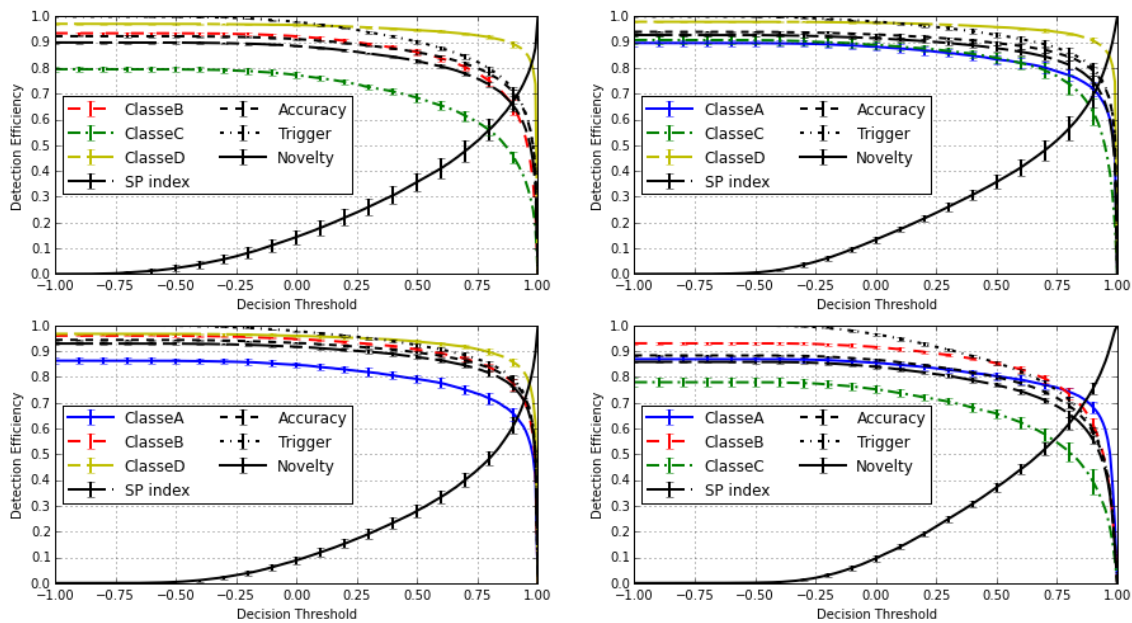 Detection Efficiency
1.0
0.9
0.8
0.7
0.6
0.5
0.4
0.3
0.2
0.1
0.0
ClasseB
ClasseC
ClasseD
SP index
Accuracy
Trigger
Novelty
−1.00 −0.75 −0.50 −0.25 0.00 0.25 0.50 0.75 1.00
Decision Threshold
Detection Efficiency
1.0
0.9
0.8
0.7
0.6
0.5
0.4
0.3
0.2
0.1
0.0
ClasseA
ClasseC
ClasseD
SP index
Accuracy
Trigger
Novelty
−1.00 −0.75 −0.50 −0.25 0.00 0.25 0.50 0.75 1.00
Decision Threshold
Detection Efficiency
1.0
0.9
0.8
0.7
0.6
0.5
0.4
0.3
0.2
0.1
0.0
ClasseA
ClasseB
ClasseD
SP index
Accuracy
Trigger
Novelty
−1.00 −0.75 −0.50 −0.25 0.00 0.25 0.50 0.75 1.00
Decision Threshold
Detection Efficiency
1.0
0.9
0.8
0.7
0.6
0.5
0.4
0.3
0.2
0.1
0.0
ClasseA
ClasseB
ClasseC
SP index
Accuracy
Trigger
Novelty
−1.00 −0.75 −0.50 −0.25 0.00 0.25 0.50 0.75 1.00
Decision Threshold